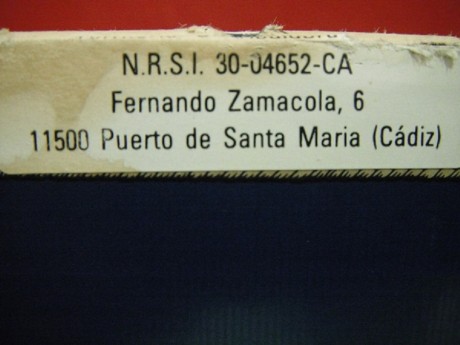 N.R.S.I. 30-04652-CA
Fernando Zamacola, 6
11500 Puerto de Santa Maria (Cádiz)